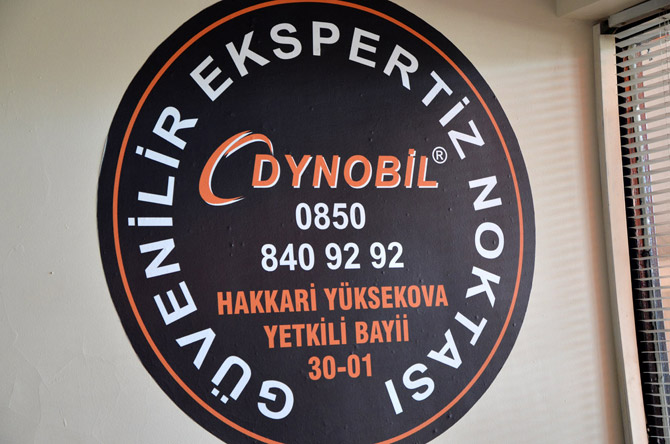 GÜVENİLİR EKSPERTİZ NOKTASI
DYNOBİL®
0850
840 92 92
HAKKARİ YÜKSEKOVA
YETKİLİ BAYİİ
30-01